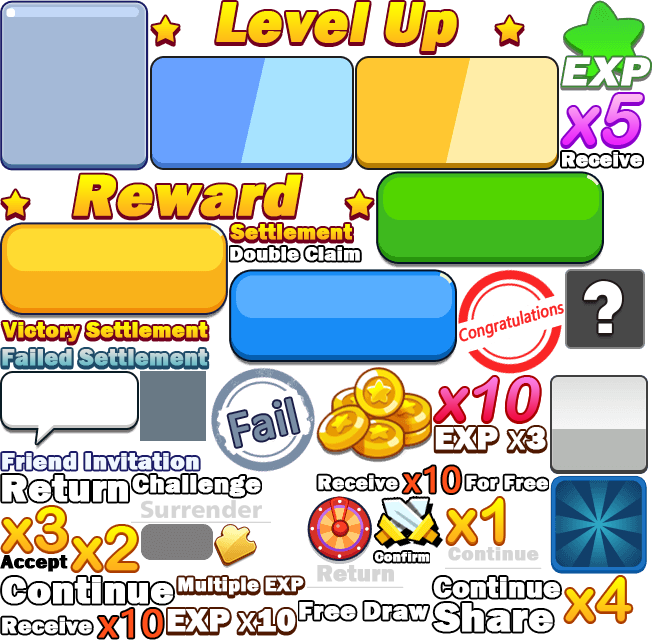 Level Up
EXP
x5
Receive
Reward
Settlement
Double Claim
Victory Settlement
Failed Settlement
Congratulations
?
Fail
x10
EXP x3
Friend Invitation
Return
Challenge
Surrender
Receive x10 For Free
x3
Accept
x2
Confirm
x1
Continue
Return
Continue
Multiple EXP
Receive x10
EXP x10
Free Draw
Continue
Share
x4